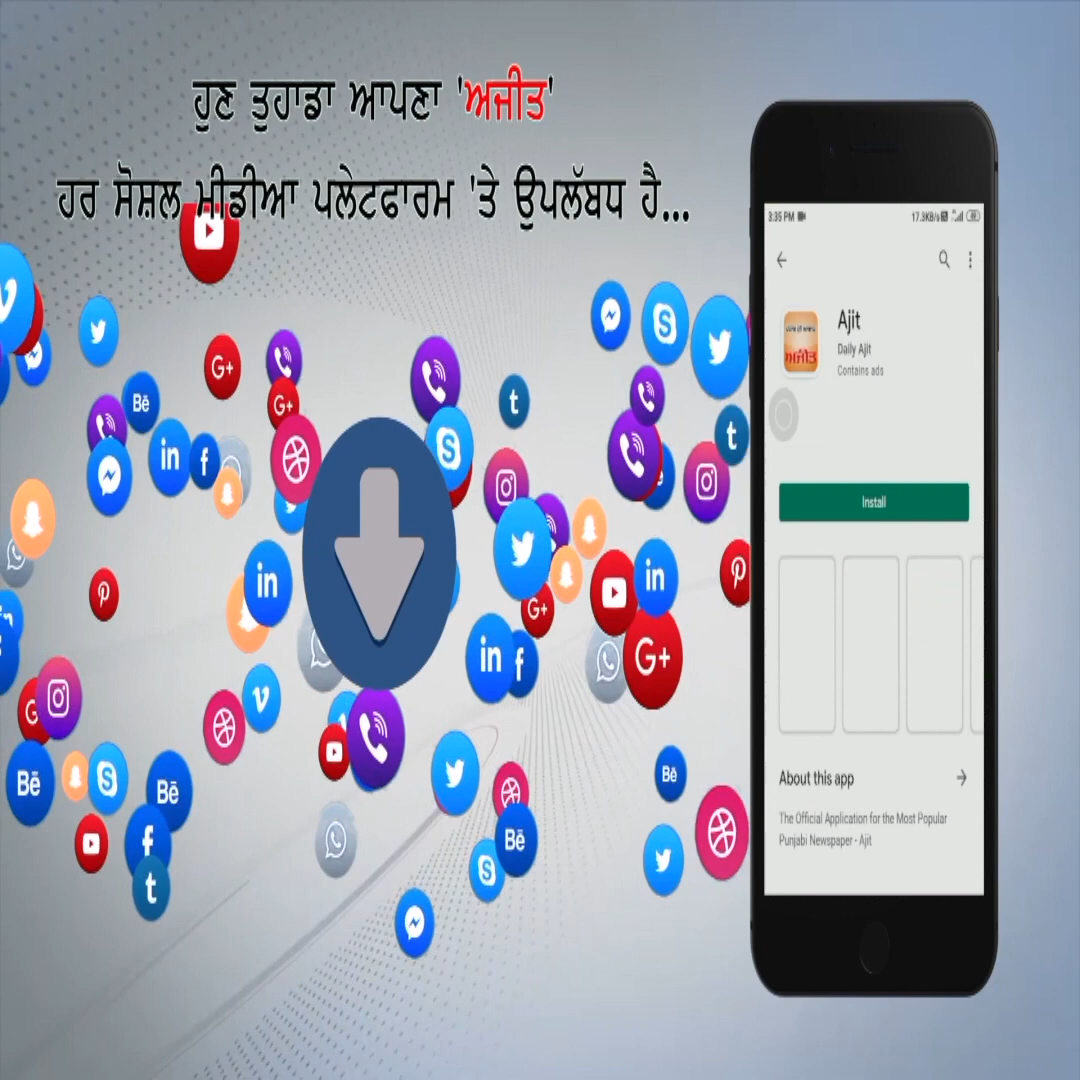 ਹੁਣ ਤੁਹਾਡਾ ਆਪਣਾ 'ਅਜੀਤ'
ਹਰ ਸੋਸ਼ਲ ਮੀਡੀਆ ਪਲੇਟਫਾਰਮ 'ਤੇ ਉਪਲੱਬਧ ਹੈ...
3:35 PM 17.3KB/s
Ajit
Daily Ajit
Contains ads
ਅਜੀਤ
Install
About this app
The Official Application for the Most Popular
Punjabi Newspaper - Ajit